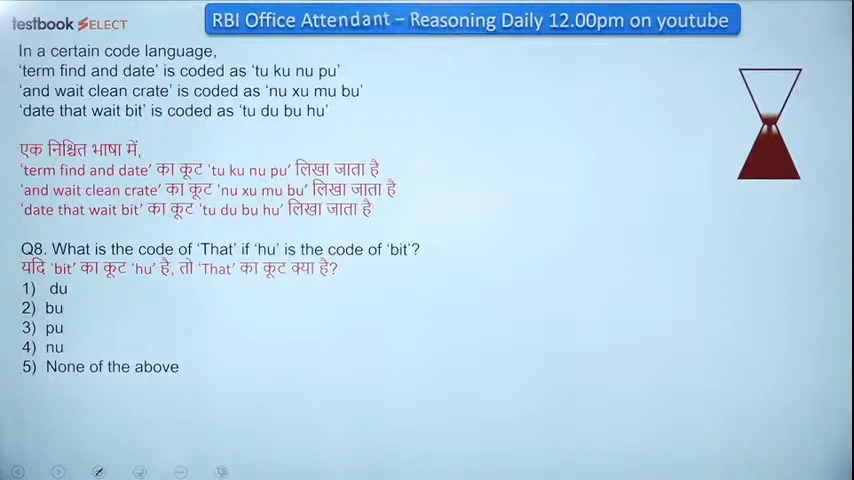 testbook SELECT
RBI Office Attendant – Reasoning Daily 12.00pm on youtube
In a certain code language,
'term find and date' is coded as 'tu ku nu pu'
'and wait clean crate' is coded as 'nu xu mu bu'
'date that wait bit' is coded as 'tu du bu hu'
एक निश्चित भाषा में,
'term find and date' का कूट 'tu ku nu pu' लिखा जाता है
'and wait clean crate' का कूट 'nu xu mu bu' लिखा जाता है
'date that wait bit' का कूट 'tu du bu hu' लिखा जाता है
Q8. What is the code of 'That' if 'hu' is the code of 'bit'?
यदि 'bit' का कूट 'hu' है, तो 'That' का कूट क्या है?
1) du
2) bu
3) pu
4) nu
5) None of the above